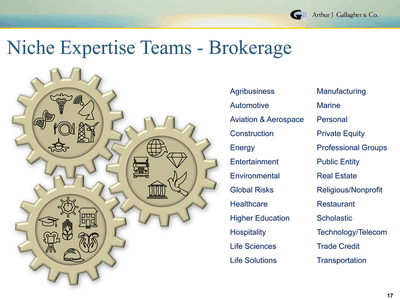 Arthur J. Gallagher & Co.
Niche Expertise Teams - Brokerage
Agribusiness
Automotive
Aviation & Aerospace
Construction
Energy
Entertainment
Environmental
Global Risks
Healthcare
Higher Education
Hospitality
Life Sciences
Life Solutions
Manufacturing
Marine
Personal
Private Equity
Professional Groups
Public Entity
Real Estate
Religious/Nonprofit
Restaurant
Scholastic
Technology/Telecom
Trade Credit
Transportation
17